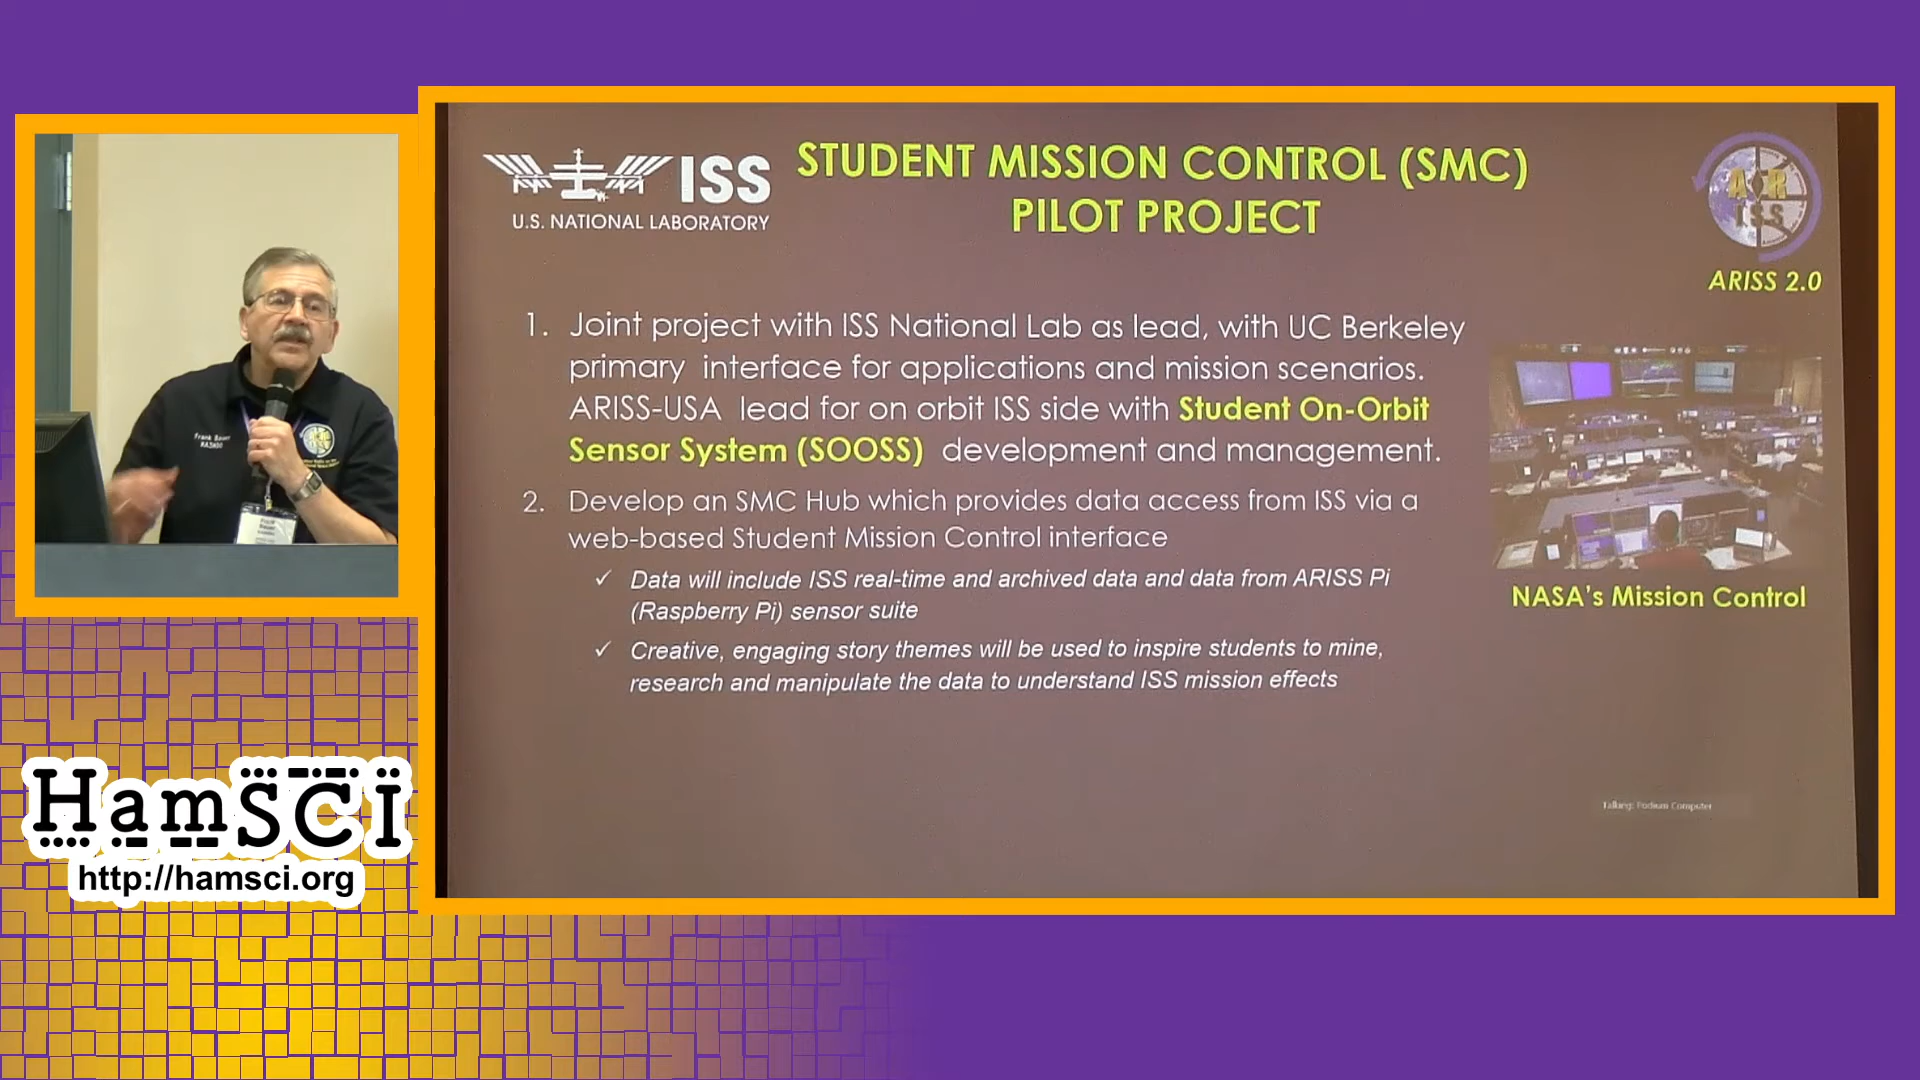 ISS
U.S. NATIONAL LABORATORY
STUDENT MISSION CONTROL (SMC)
PILOT PROJECT
ARISS
ARISS 2.0
1. Joint project with ISS National Lab as lead, with UC Berkeley
primary interface for applications and mission scenarios.
ARISS-USA lead for on orbit ISS side with Student On-Orbit
Sensor System (SOOSS) development and management.
2. Develop an SMC Hub which provides data access from ISS via a
web-based Student Mission Control interface
✓ Data will include ISS real-time and archived data and data from ARISS Pi
(Raspberry Pi) sensor suite
✓ Creative, engaging story themes will be used to inspire students to mine,
research and manipulate the data to understand ISS mission effects
NASA's Mission Control
Talking: Podium Computer
Frank Bauer
HamSCI
http://hamsci.org